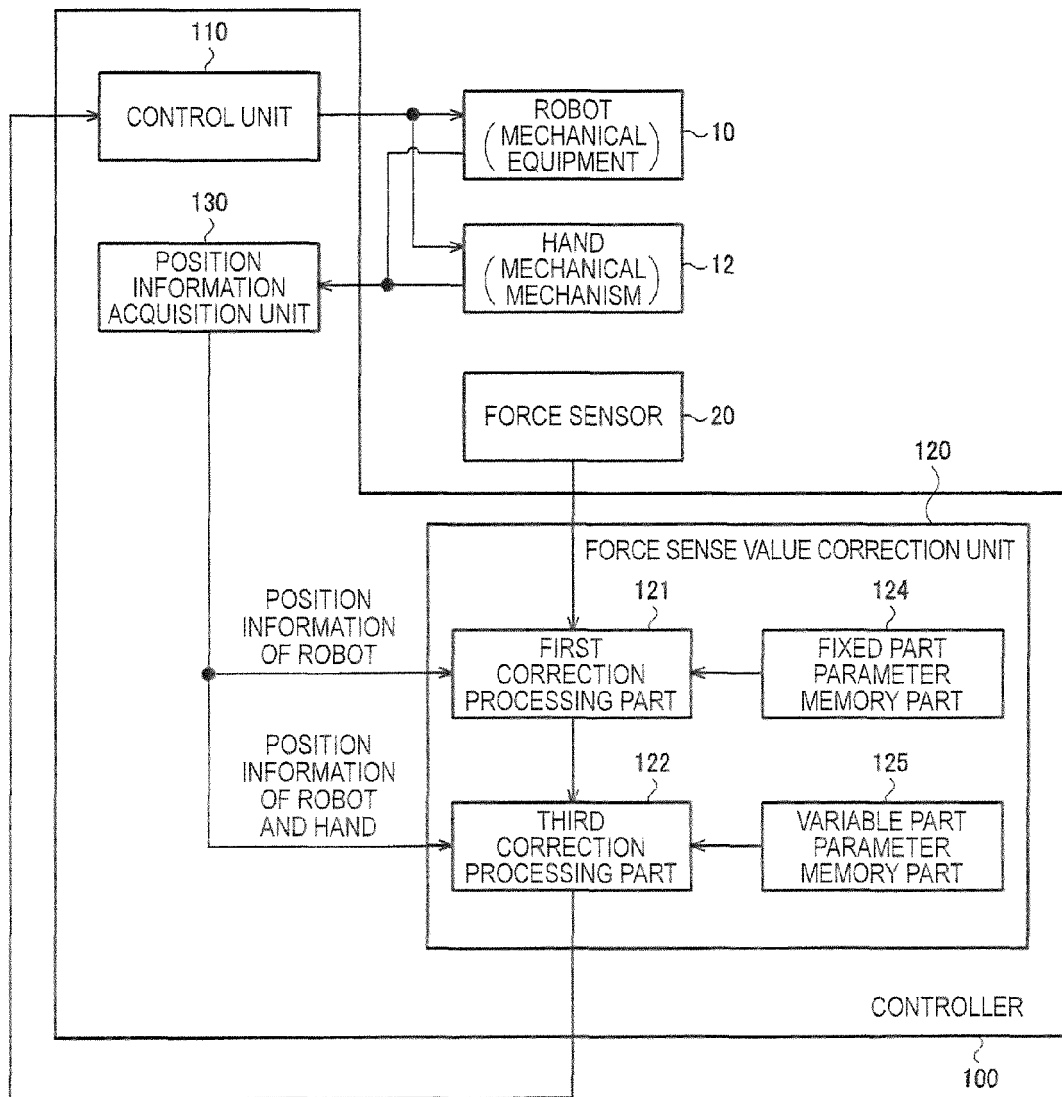 110
CONTROL UNIT
ROBOT
(MECHANICAL
EQUIPMENT)
10
130
POSITION
INFORMATION
ACQUISITION UNIT
HAND
(MECHANICAL
MECHANISM)
12
FORCE SENSOR
20
120
FORCE SENSE VALUE CORRECTION UNIT
POSITION
INFORMATION
OF ROBOT
121
FIRST
CORRECTION
PROCESSING PART
124
FIXED PART
PARAMETER
MEMORY PART
POSITION
INFORMATION
OF ROBOT
AND HAND
122
THIRD
CORRECTION
PROCESSING PART
125
VARIABLE PART
PARAMETER
MEMORY PART
CONTROLLER
100